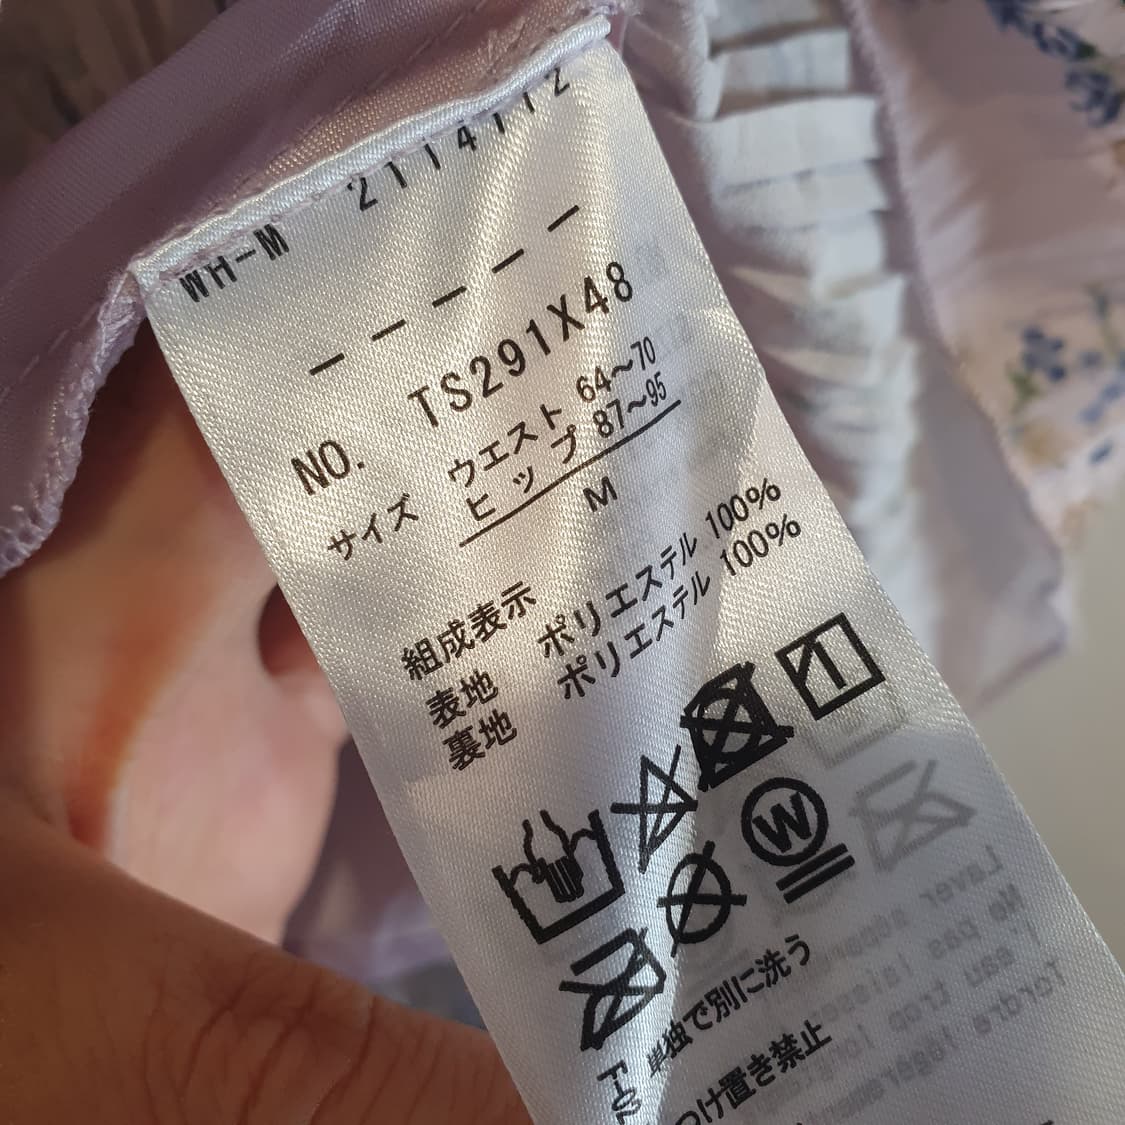 WH-M 2114112
— — — — —
NO. TS291X48
サイズ ウエスト 64〜70
ヒップ 87〜95
M
組成表示
表地 ポリエステル 100%
裏地 ポリエステル 100%
W
単独で別に洗う
つけ置き禁止